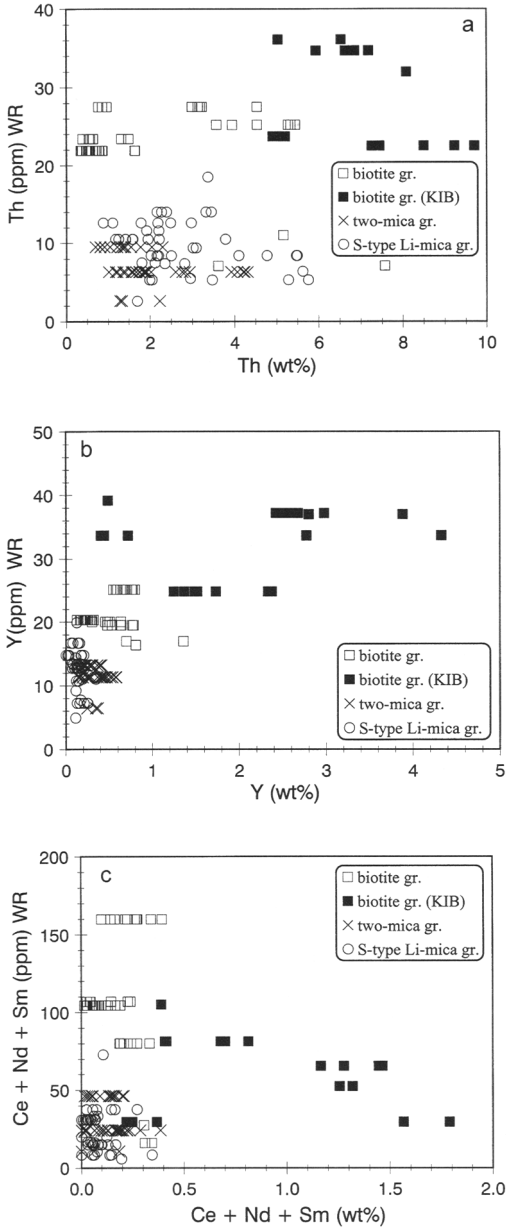 a
40
30
20
10
0
Th (ppm) WR
□ biotite gr.
■ biotite gr. (KIB)
× two-mica gr.
○ S-type Li-mica gr.
0 2 4 6 8 10
Th (wt%)
b
50
40
30
20
10
0
Y(ppm) WR
□ biotite gr.
■ biotite gr. (KIB)
× two-mica gr.
○ S-type Li-mica gr.
0 1 2 3 4 5
Y (wt%)
c
200
150
100
50
0
Ce + Nd + Sm (ppm) WR
□ biotite gr.
■ biotite gr. (KIB)
× two-mica gr.
○ S-type Li-mica gr.
0.0 0.5 1.0 1.5 2.0
Ce + Nd + Sm (wt%)